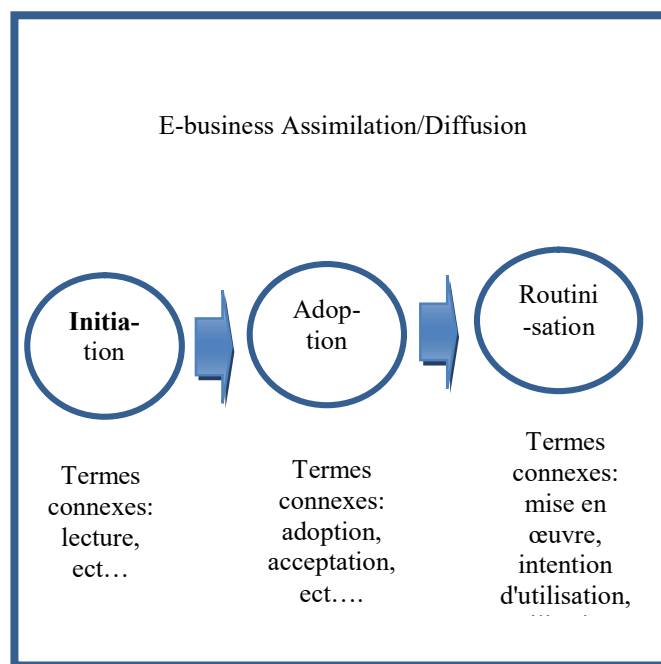 E-business Assimilation/Diffusion
Initia-
tion
Adop-
tion
Routini
-sation
Termes
connexes:
lecture,
ect…
Termes
connexes:
adoption,
acceptation,
ect….
Termes
connexes:
mise en
œuvre,
intention
d'utilisation,